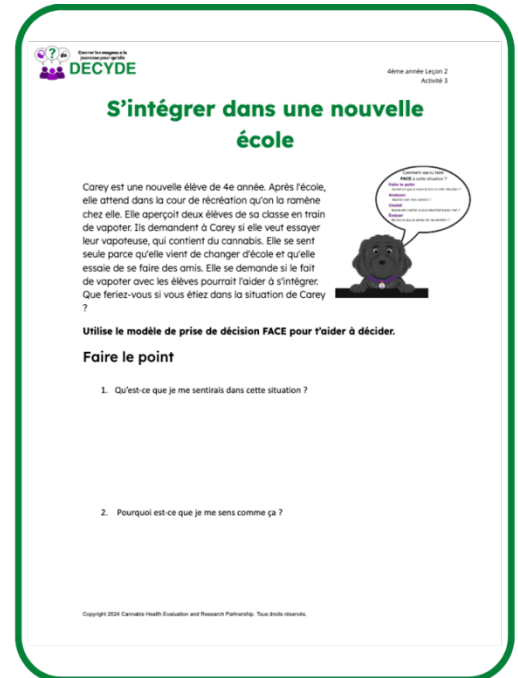 Donner les moyens à la
jeunesse pour qu'elle
DECYDE
4ème année Leçon 2
Activité 3
S'intégrer dans une nouvelle
école
Carey est une nouvelle élève de 4e année. Après l'école,
elle attend dans la cour de récréation qu'on la ramène
chez elle. Elle aperçoit deux élèves de sa classe en train
de vapoter. Ils demandent à Carey si elle veut essayer
leur vapoteuse, qui contient du cannabis. Elle se sent
seule parce qu'elle vient de changer d'école et qu'elle
essaie de se faire des amis. Elle se demande si le fait
de vapoter avec les élèves pourrait l'aider à s'intégrer.
Que feriez-vous si vous étiez dans la situation de Carey
?
Comment vas-tu faire
FACE à cette situation ?
Faire le point
Analyser
Choisir
Évaluer
Utilise le modèle de prise de décision FACE pour t'aider à décider.
Faire le point
1. Qu'est-ce que je me sentirais dans cette situation ?
2. Pourquoi est-ce que je me sens comme ça ?
Copyright 2024 Cannabis Health Evaluation and Research Partnership. Tous droits réservés.